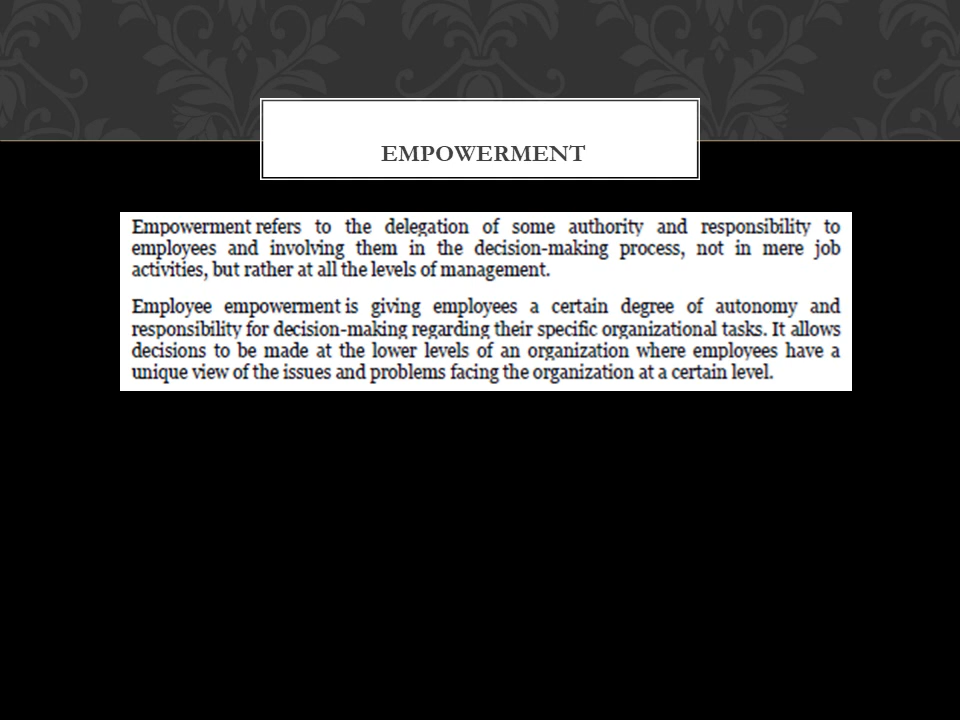 EMPOWERMENT
Empowerment refers to the delegation of some authority and responsibility to
employees and involving them in the decision-making process, not in mere job
activities, but rather at all the levels of management.
Employee empowerment is giving employees a certain degree of autonomy and
responsibility for decision-making regarding their specific organizational tasks. It allows
decisions to be made at the lower levels of an organization where employees have a
unique view of the issues and problems facing the organization at a certain level.